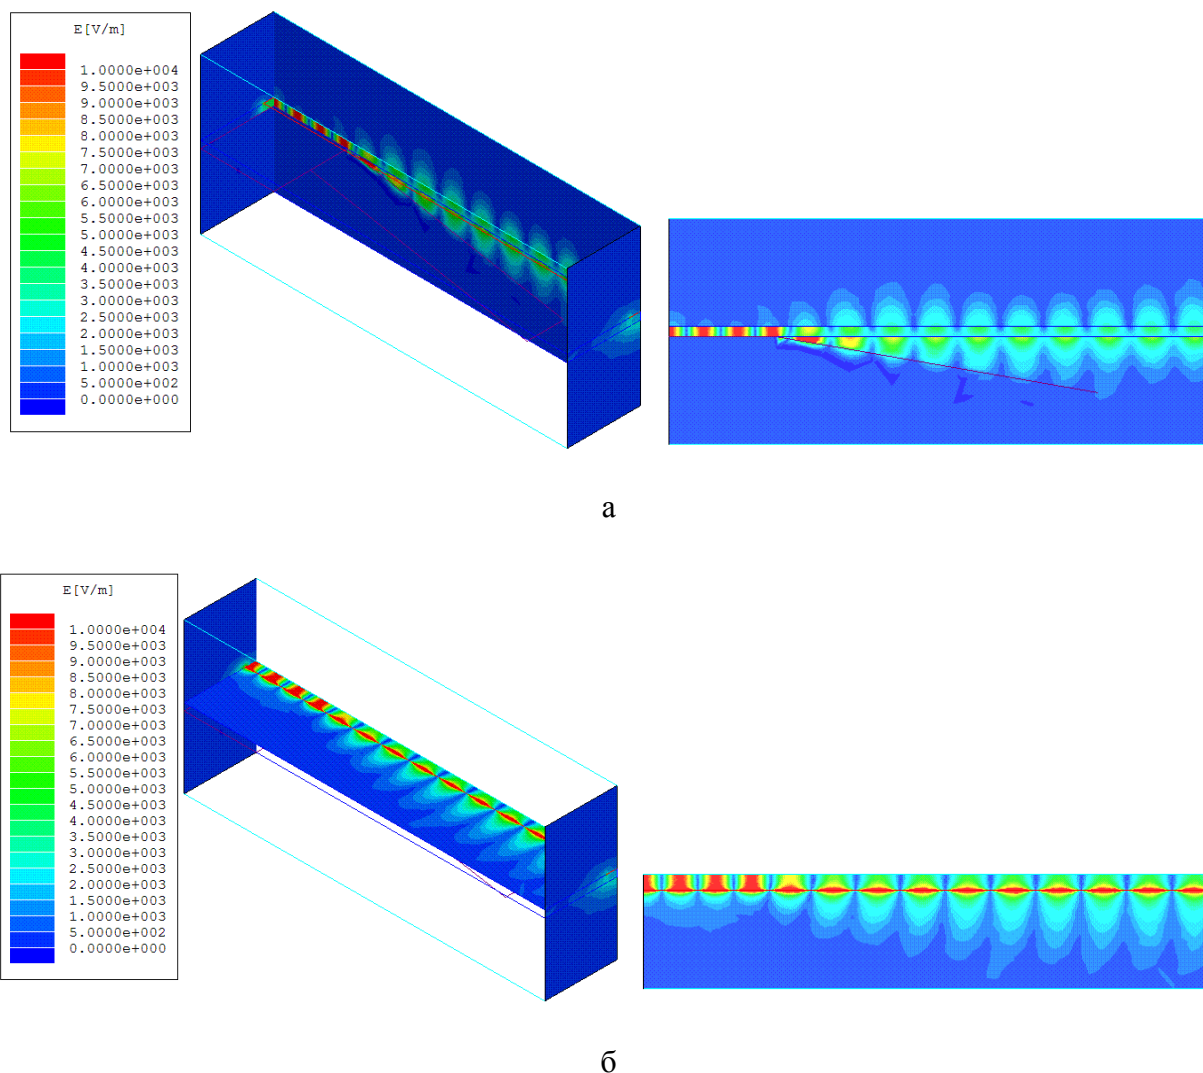 E[V/m]
1.0000e+004
9.5000e+003
9.0000e+003
8.5000e+003
8.0000e+003
7.5000e+003
7.0000e+003
6.5000e+003
6.0000e+003
5.5000e+003
5.0000e+003
4.5000e+003
4.0000e+003
3.5000e+003
3.0000e+003
2.5000e+003
2.0000e+003
1.5000e+003
1.0000e+003
5.0000e+002
0.0000e+000
а
E[V/m]
1.0000e+004
9.5000e+003
9.0000e+003
8.5000e+003
8.0000e+003
7.5000e+003
7.0000e+003
6.5000e+003
6.0000e+003
5.5000e+003
5.0000e+003
4.5000e+003
4.0000e+003
3.5000e+003
3.0000e+003
2.5000e+003
2.0000e+003
1.5000e+003
1.0000e+003
5.0000e+002
0.0000e+000
б